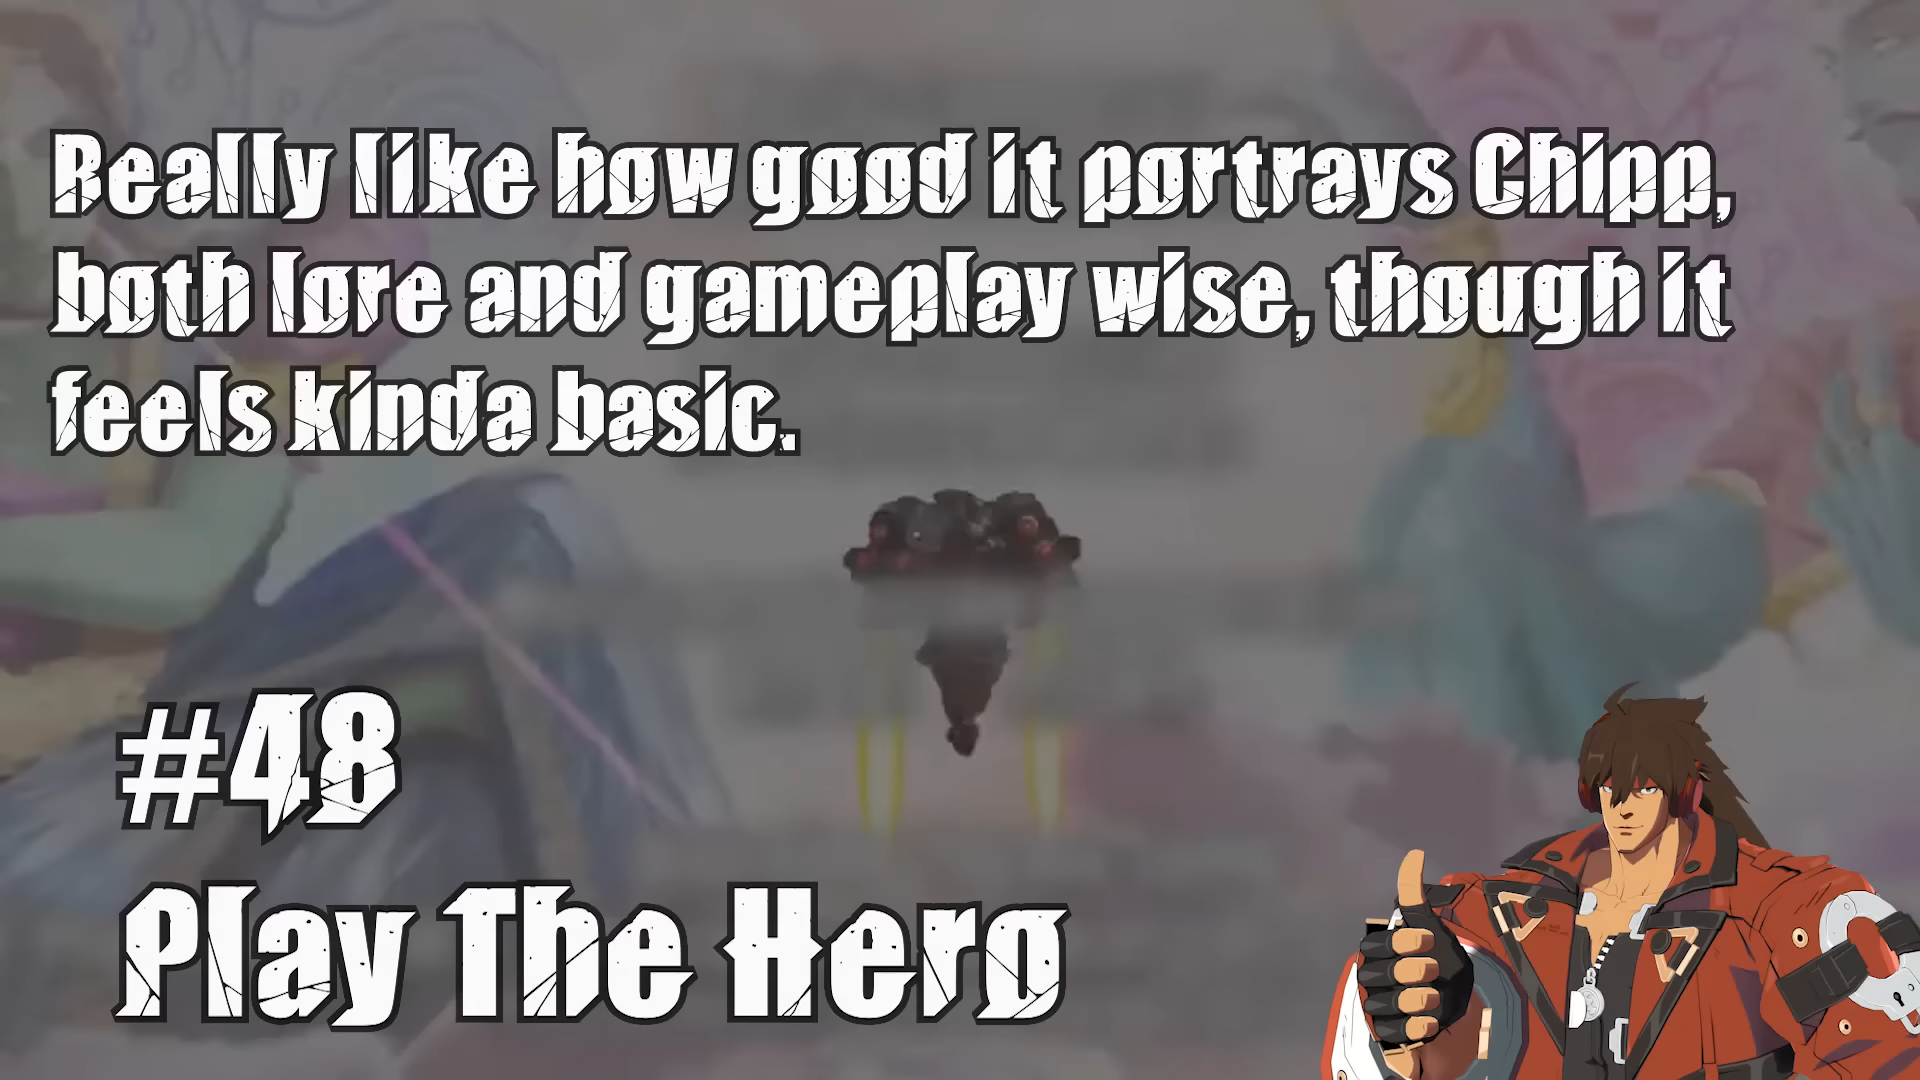 Really like how good it portrays Chipp,
both lore and gameplay wise, though it
feels kinda basic.
#48
Play The Hero